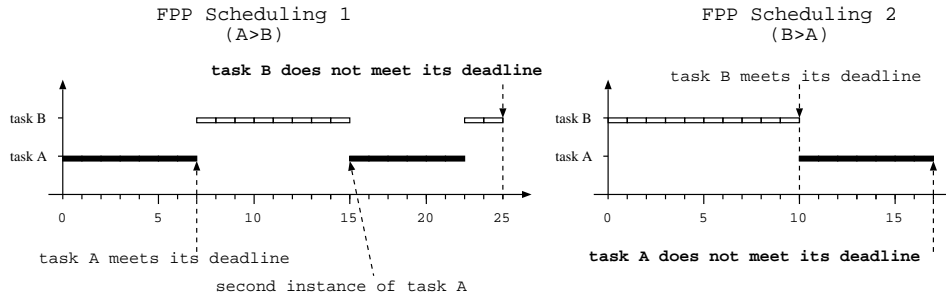 FPP Scheduling 1
(A>B)
task B does not meet its deadline
task B
task A
0 5 10 15 20 25
task A meets its deadline
second instance of task A
FPP Scheduling 2
(B>A)
task B meets its deadline
task B
task A
0 5 10 15
task A does not meet its deadline